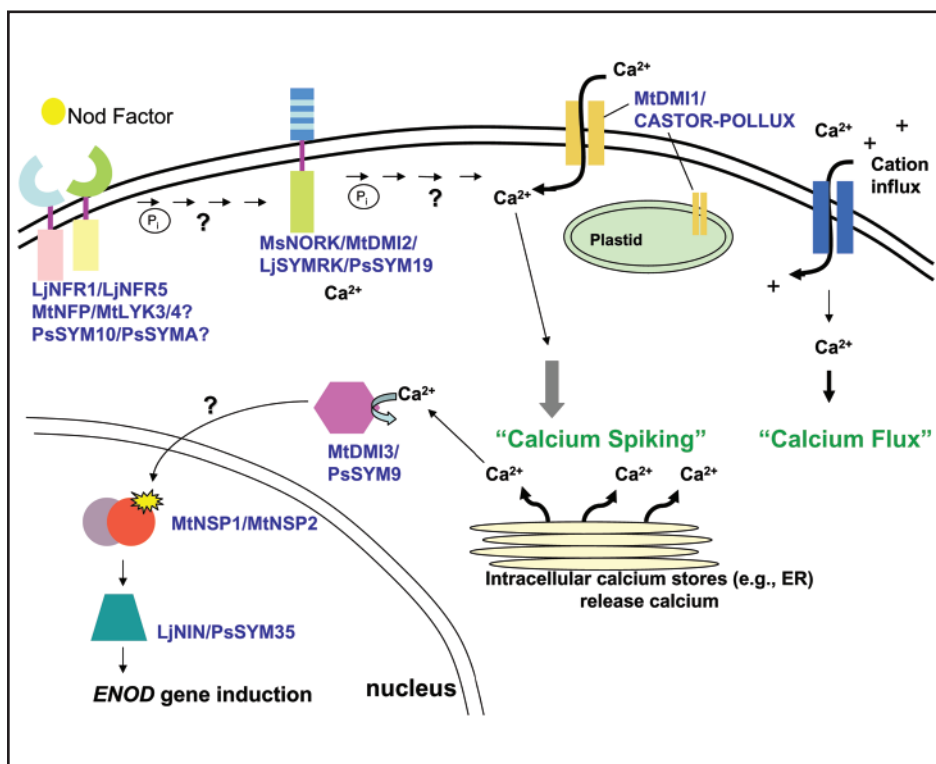 Nod Factor
Pi
?
Pi
?
Ca2+
MtDMI1/
CASTOR-POLLUX
Ca2+
+
+
Cation
influx
Ca2+
Plastid
+
MsNORK/MtDMI2/
LjSYMRK/PsSYM19
Ca2+
LjNFR1/LjNFR5
MtNFP/MtLYK3/4?
PsSYM10/PsSYMA?
Ca2+
?
Ca2+
MtDMI3/
PsSYM9
“Calcium Spiking”
“Calcium Flux”
Ca2+
Ca2+
Ca2+
Intracellular calcium stores (e.g., ER)
release calcium
MtNSP1/MtNSP2
LjNIN/PsSYM35
ENOD gene induction
nucleus